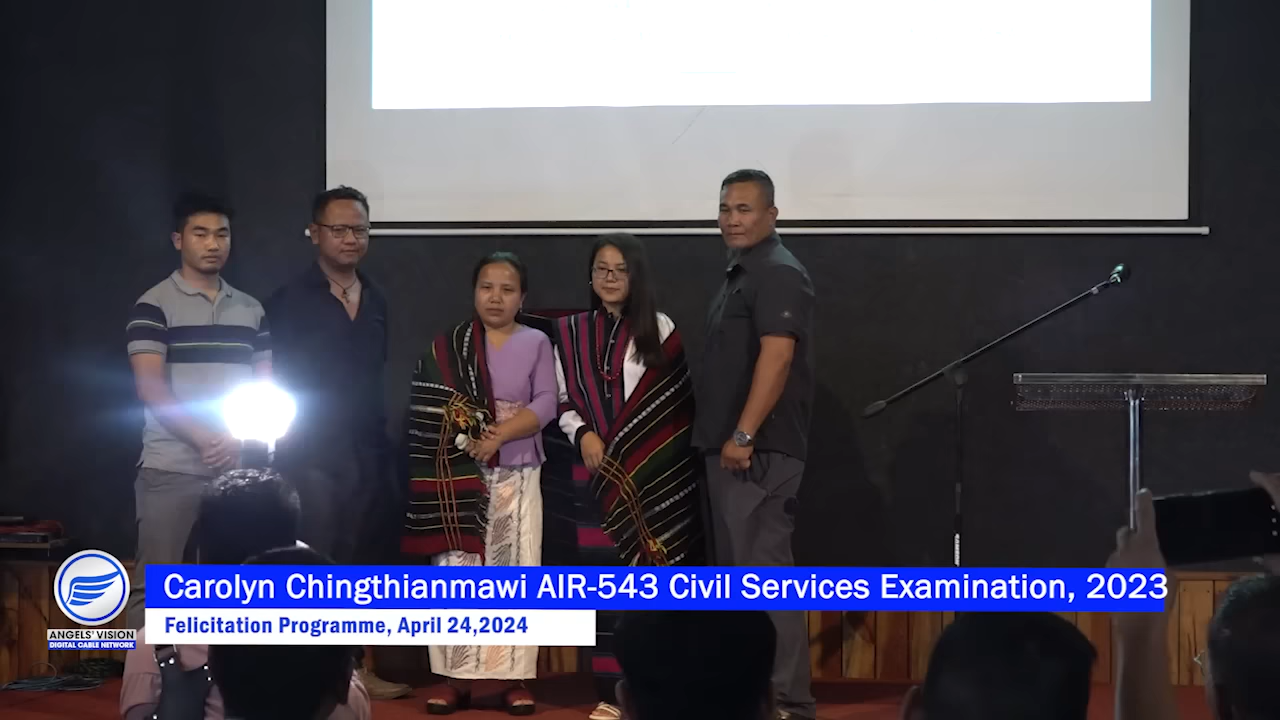 Carolyn Chingthianmawi AIR-543 Civil Services Examination, 2023
Felicitation Programme, April 24,2024
ANGELS' VISION
DIGITAL CABLE NETWORK